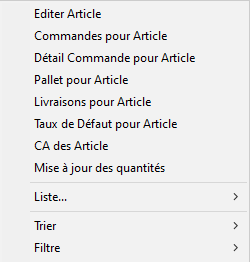 Editer Article
Commandes pour Article
Détail Commande pour Article
Pallet pour Article
Livraisons pour Article
Taux de Défaut pour Article
CA des Article
Mise à jour des quantités
Liste...
Trier
Filtre